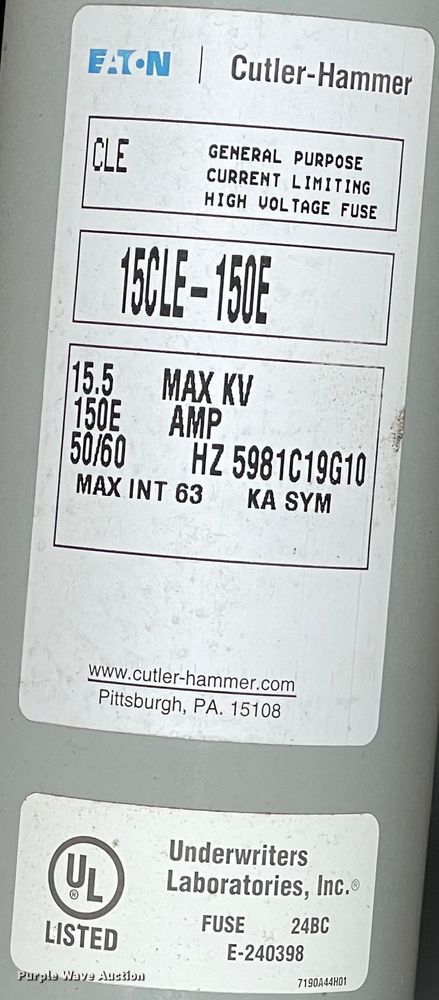 EATON | Cutler-Hammer
CLE
GENERAL PURPOSE
CURRENT LIMITING
HIGH VOLTAGE FUSE
15CLE-150E
15.5 MAX KV
150E AMP
50/60 HZ 5981C19G10
MAX INT 63 KA SYM
www.cutler-hammer.com
Pittsburgh, PA. 15108
UL
®
LISTED
Underwriters
Laboratories, Inc.®
FUSE 24BC
E-240398
7190A44H01
Purple Wave Auction